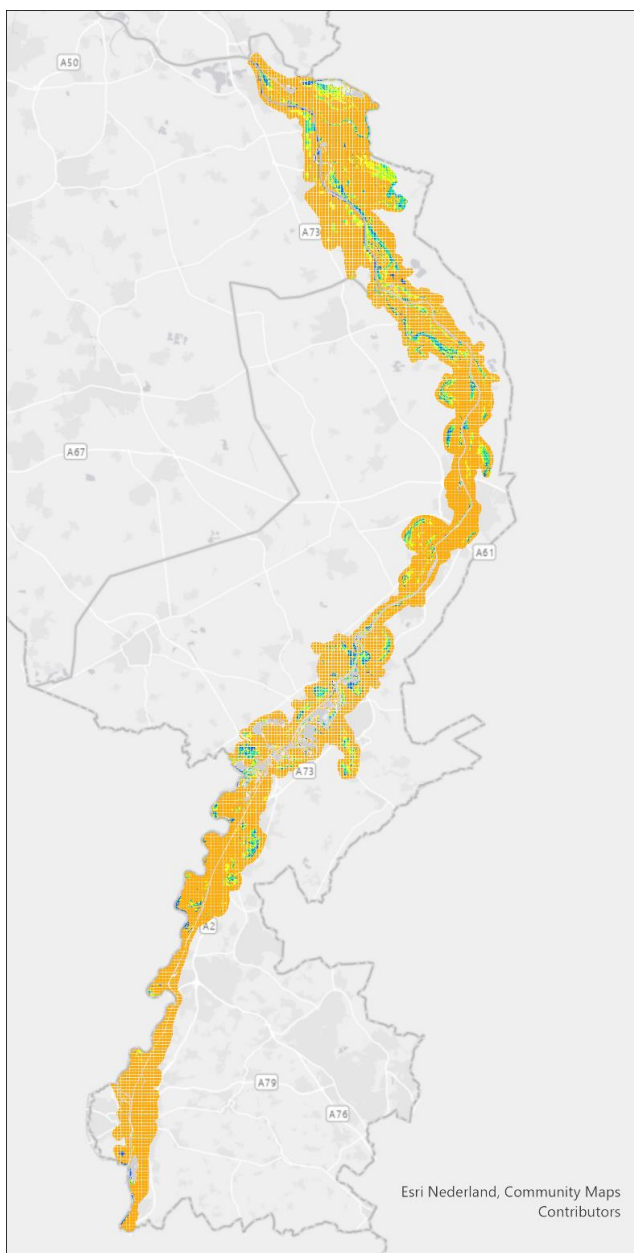 A50
A73
A67
A61
A73
A2
A79
A76
Esri Nederland, Community Maps
Contributors